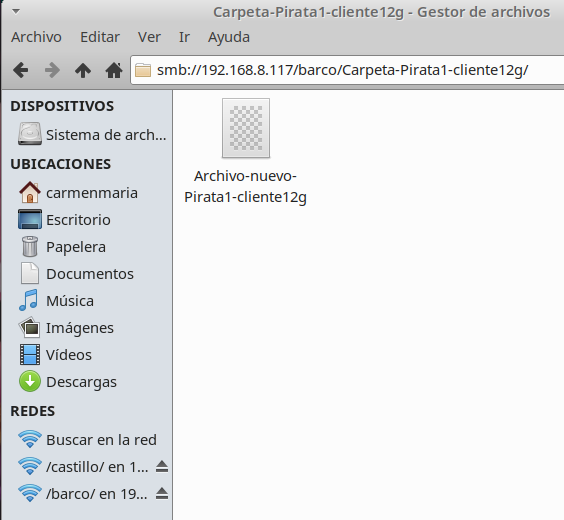 Carpeta-Pirata1-cliente12g - Gestor de archivos
Archivo Editar Ver Ir Ayuda
smb://192.168.8.117/barco/Carpeta-Pirata1-cliente12g/
DISPOSITIVOS
Sistema de arch...
UBICACIONES
carmenmaria
Escritorio
Papelera
Documentos
Música
Imágenes
Vídeos
Descargas
REDES
Buscar en la red
/castillo/ en 1...
/barco/ en 19...
Archivo-nuevo-
Pirata1-cliente12g